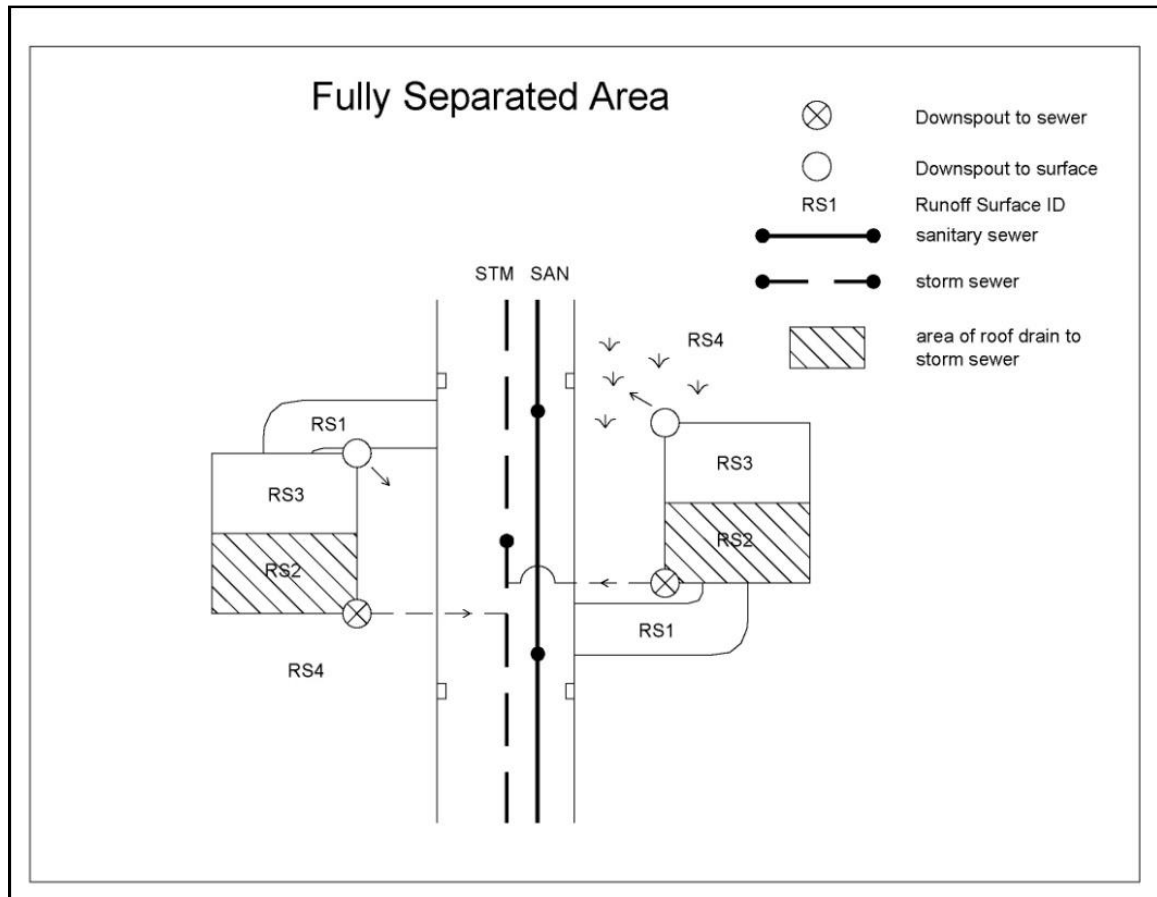 Fully Separated Area
Downspout to sewer
Downspout to surface
RS1
Runoff Surface ID
sanitary sewer
storm sewer
area of roof drain to
storm sewer
STM
SAN
RS4
RS1
RS3
RS3
RS2
RS2
RS1
RS4